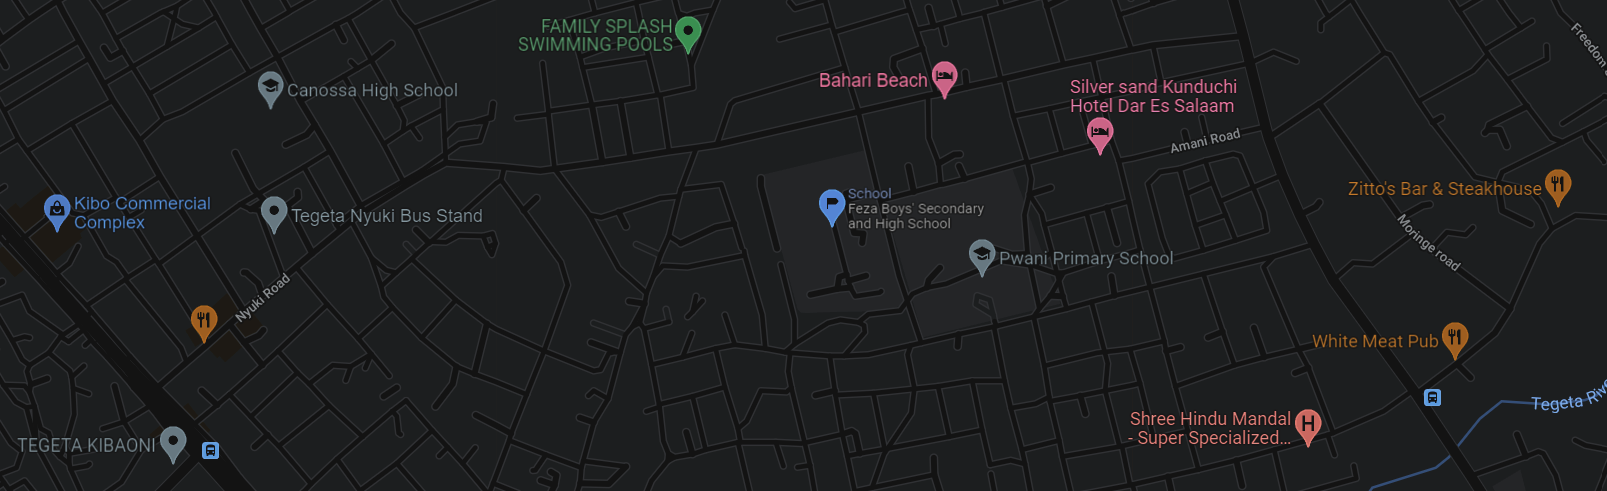 FAMILY SPLASH
SWIMMING POOLS
Freedom
Canossa High School
Bahari Beach
Silver sand Kunduchi
Hotel Dar Es Salaam
Amani Road
Kibo Commercial
Complex
Tegeta Nyuki Bus Stand
School
Feza Boys' Secondary
and High School
Zitto's Bar & Steakhouse
Moringe road
Pwani Primary School
Nyuki Road
White Meat Pub
Tegeta Rive
Shree Hindu Mandal
- Super Specialized...
H
TEGETA KIBAONI